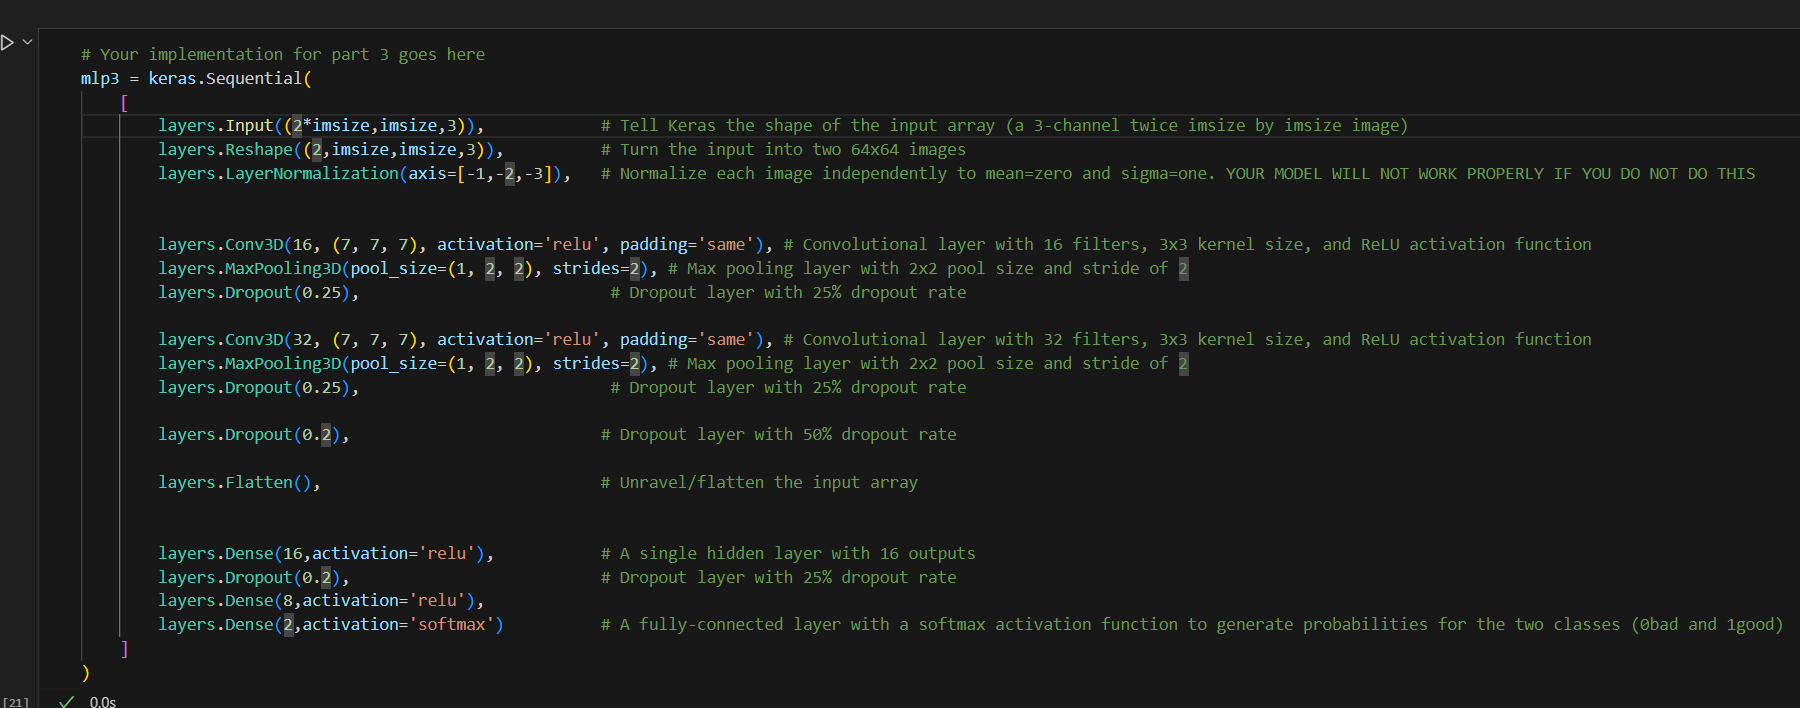 # Your implementation for part 3 goes here
mlp3 = keras.Sequential(
[
layers.Input((2*imsize,imsize,3)), # Tell Keras the shape of the input array (a 3-channel twice imsize by imsize image)
layers.Reshape((2,imsize,imsize,3)), # Turn the input into two 64x64 images
layers.LayerNormalization(axis=[-1,-2,-3]), # Normalize each image independently to mean=zero and sigma=one. YOUR MODEL WILL NOT WORK PROPERLY IF YOU DO NOT DO THIS
layers.Conv3D(16, (7, 7, 7), activation='relu', padding='same'), # Convolutional layer with 16 filters, 3x3 kernel size, and ReLU activation function
layers.MaxPooling3D(pool_size=(1, 2, 2), strides=2), # Max pooling layer with 2x2 pool size and stride of 2
layers.Dropout(0.25), # Dropout layer with 25% dropout rate
layers.Conv3D(32, (7, 7, 7), activation='relu', padding='same'), # Convolutional layer with 32 filters, 3x3 kernel size, and ReLU activation function
layers.MaxPooling3D(pool_size=(1, 2, 2), strides=2), # Max pooling layer with 2x2 pool size and stride of 2
layers.Dropout(0.25), # Dropout layer with 25% dropout rate
layers.Dropout(0.2), # Dropout layer with 50% dropout rate
layers.Flatten(), # Unravel/flatten the input array
layers.Dense(16,activation='relu'), # A single hidden layer with 16 outputs
layers.Dropout(0.2), # Dropout layer with 25% dropout rate
layers.Dense(8,activation='relu'),
layers.Dense(2,activation='softmax') # A fully-connected layer with a softmax activation function to generate probabilities for the two classes (0bad and 1good)
]
)
[21] 0.0s